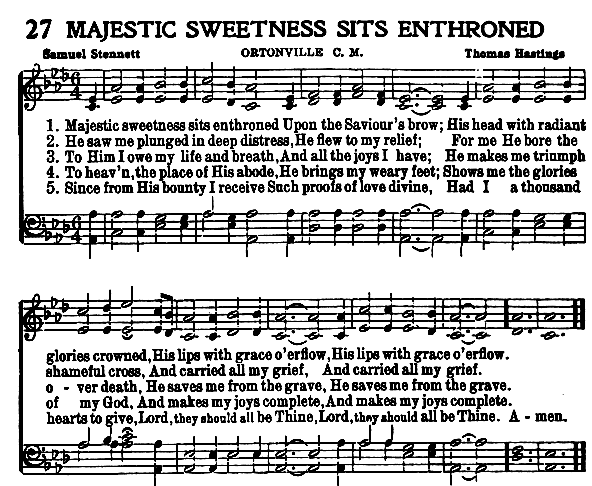 27 MAJESTIC SWEETNESS SITS ENTHRONED
Samuel Stennett ORTONVILLE C. M. Thomas Hastings
6
4
1. Majestic sweetness sits enthroned Upon the Saviour's brow; His head with radiant
2. He saw me plunged in deep distress, He flew to my relief; For me He bore the
3. To Him I owe my life and breath, And all the joys I have; He makes me triumph
4. To heav'n, the place of His abode, He brings my weary feet; Shows me the glories
5. Since from His bounty I receive Such proofs of love divine, Had I a thousand
6
4
glories crowned, His lips with grace o'erflow, His lips with grace o'erflow.
shameful cross, And carried all my grief, And carried all my grief.
o - ver death, He saves me from the grave, He saves me from the grave.
of my God, And makes my joys complete, And makes my joys complete.
hearts to give, Lord, they should all be Thine, Lord, they should all be Thine. A - men.